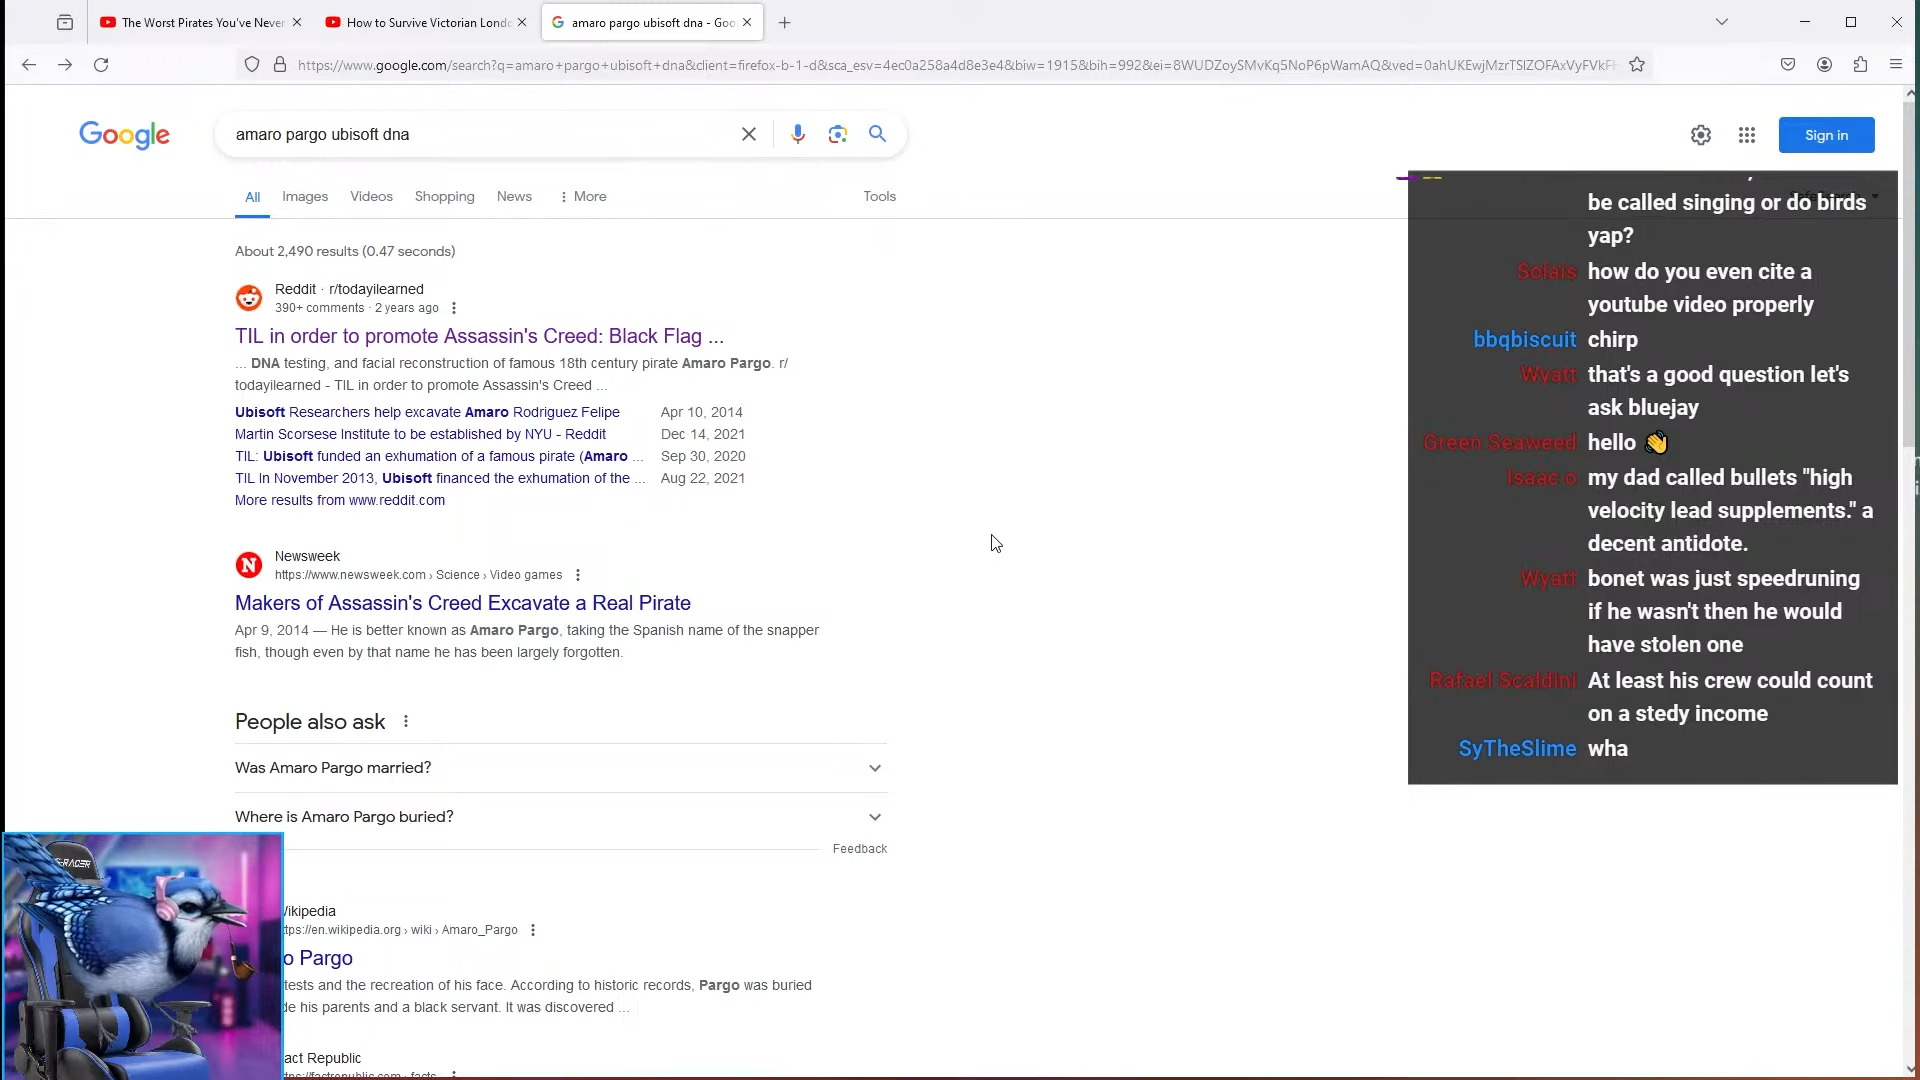 The Worst Pirates You've Never
How to Survive Victorian Londo
amaro pargo ubisoft dna - Goo
https://www.google.com/search?q=amaro+pargo+ubisoft+dna&client=firefox-b-1-d&sca_esv=4ec0a258a4d8e3e4&biw=1915&bih=992&ei=8WUDZoySMvKq5NoP6pWamAQ&ved=0ahUKEwjMzrTSlZOFAxVyFVkFH
Google
amaro pargo ubisoft dna
Sign in
All
Images
Videos
Shopping
News
More
Tools
About 2,490 results (0.47 seconds)
Reddit · r/todayilearned
390+ comments · 2 years ago
TIL in order to promote Assassin's Creed: Black Flag ...
... DNA testing, and facial reconstruction of famous 18th century pirate Amaro Pargo. r/
todayilearned - TIL in order to promote Assassin's Creed ...
Ubisoft Researchers help excavate Amaro Rodriguez Felipe Apr 10, 2014
Martin Scorsese Institute to be established by NYU - Reddit Dec 14, 2021
TIL: Ubisoft funded an exhumation of a famous pirate (Amaro ... Sep 30, 2020
TIL In November 2013, Ubisoft financed the exhumation of the ... Aug 22, 2021
More results from www.reddit.com
Newsweek
https://www.newsweek.com › Science › Video games
Makers of Assassin's Creed Excavate a Real Pirate
Apr 9, 2014 — He is better known as Amaro Pargo, taking the Spanish name of the snapper
fish, though even by that name he has been largely forgotten.
People also ask
Was Amaro Pargo married?
Where is Amaro Pargo buried?
Feedback
Vikipedia
tps://en.wikipedia.org › wiki › Amaro_Pargo
o Pargo
tests and the recreation of his face. According to historic records, Pargo was buried
de his parents and a black servant. It was discovered ...
act Republic
be called singing or do birds
yap?
Solais how do you even cite a
youtube video properly
bbqbiscuit chirp
Wyatt that's a good question let's
ask bluejay
Green Seaweed hello 👋
Isaac o my dad called bullets "high
velocity lead supplements." a
decent antidote.
Wyatt bonet was just speedruning
if he wasn't then he would
have stolen one
Rafael Scaldini At least his crew could count
on a stedy income
SyTheSlime wha